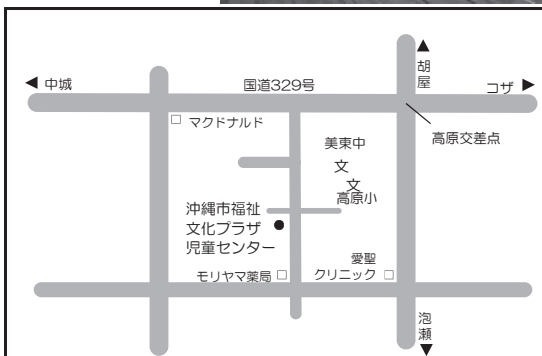 ◀ 中城
国道329号
▲
胡屋
コザ ▶
□ マクドナルド
美東中
高原交差点
文
文
高原小
沖縄市福祉
文化プラザ
児童センター
●
愛聖
クリニック □
モリヤマ薬局 □
泡瀬
▼